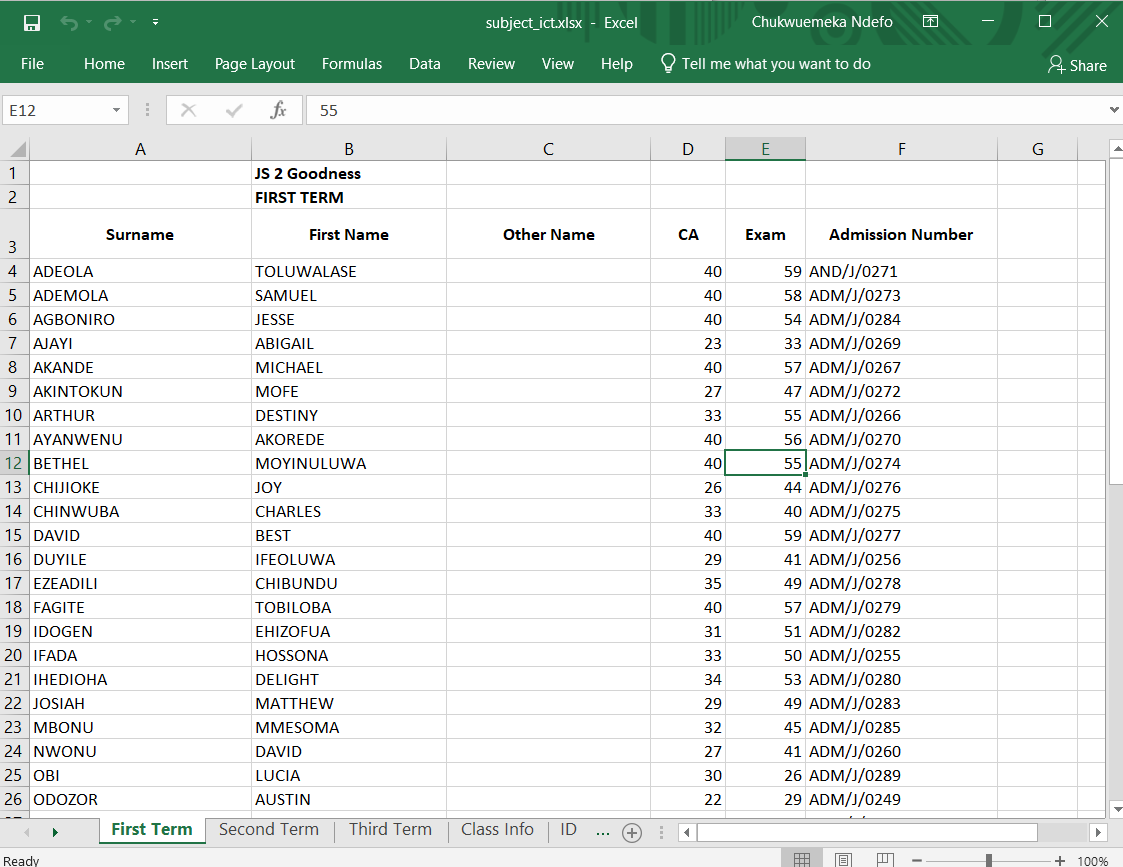 subject_ict.xlsx - Excel
Chukwuemeka Ndefo
File Home Insert Page Layout Formulas Data Review View Help Tell me what you want to do Share
E12 fx 55
A B C D E F G
1 JS 2 Goodness
2 FIRST TERM
3 Surname First Name Other Name CA Exam Admission Number
4 ADEOLA TOLUWALASE 40 59 AND/J/0271
5 ADEMOLA SAMUEL 40 58 ADM/J/0273
6 AGBONIRO JESSE 40 54 ADM/J/0284
7 AJAYI ABIGAIL 23 33 ADM/J/0269
8 AKANDE MICHAEL 40 57 ADM/J/0267
9 AKINTOKUN MOFE 27 47 ADM/J/0272
10 ARTHUR DESTINY 33 55 ADM/J/0266
11 AYANWENU AKOREDE 40 56 ADM/J/0270
12 BETHEL MOYINULUWA 40 55 ADM/J/0274
13 CHIJIOKE JOY 26 44 ADM/J/0276
14 CHINWUBA CHARLES 33 40 ADM/J/0275
15 DAVID BEST 40 59 ADM/J/0277
16 DUYILE IFEOLUWA 29 41 ADM/J/0256
17 EZEADILI CHIBUNDU 35 49 ADM/J/0278
18 FAGITE TOBILOBA 40 57 ADM/J/0279
19 IDOGEN EHIZOFUA 31 51 ADM/J/0282
20 IFADA HOSSONA 33 50 ADM/J/0255
21 IHEDIOHA DELIGHT 34 53 ADM/J/0280
22 JOSIAH MATTHEW 29 49 ADM/J/0283
23 MBONU MMESOMA 32 45 ADM/J/0285
24 NWONU DAVID 27 41 ADM/J/0260
25 OBI LUCIA 30 26 ADM/J/0289
26 ODOZOR AUSTIN 22 29 ADM/J/0249
First Term Second Term Third Term Class Info ID ...
Ready 100%